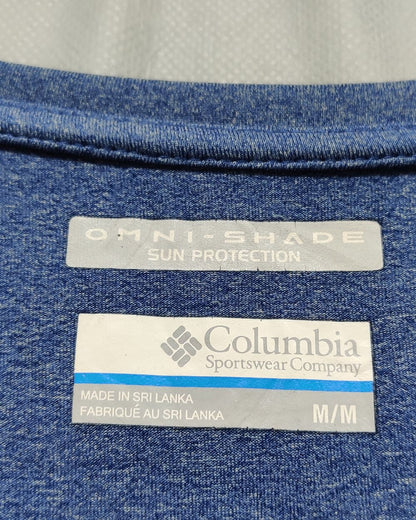 OMNI-SHADE
SUN PROTECTION
Columbia
Sportswear Company
MADE IN SRI LANKA
FABRIQUÉ AU SRI LANKA
M/M